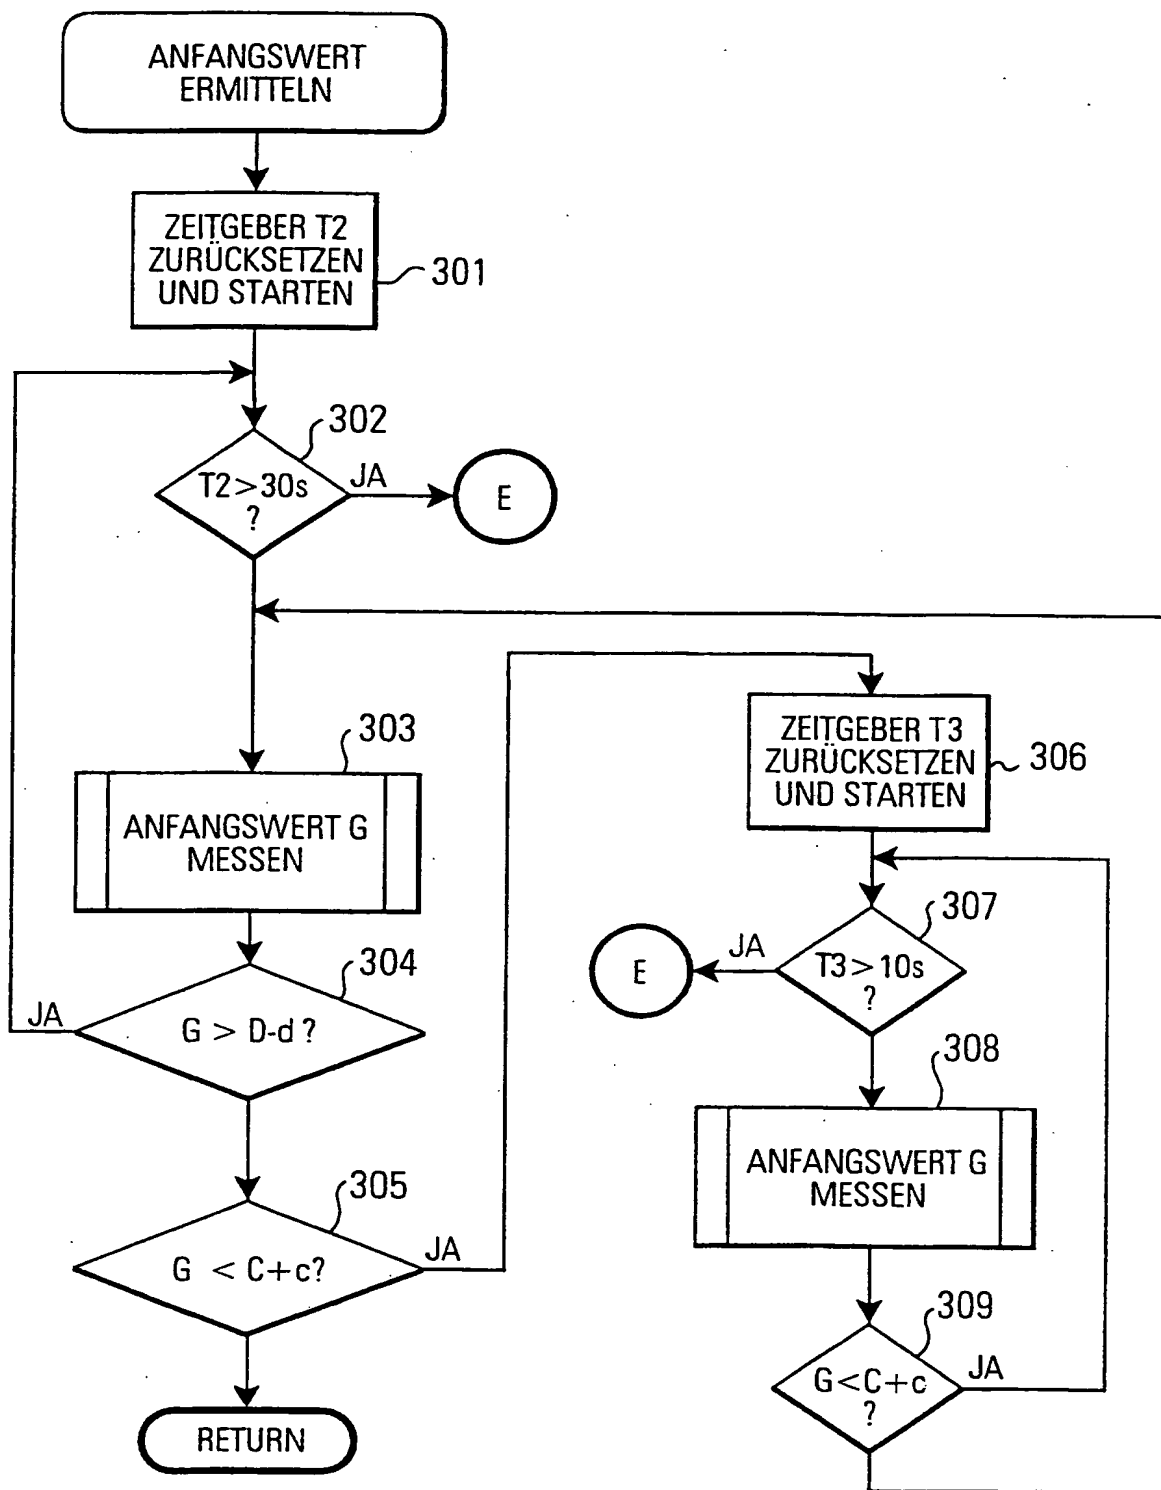 ANFANGSWERT
ERMITTELN
ZEITGEBER T2
ZURÜCKSETZEN
UND STARTEN
301
302
T2>30s
?
JA
E
303
ANFANGSWERT G
MESSEN
304
JA
G > D-d ?
305
G < C+c?
JA
RETURN
ZEITGEBER T3
ZURÜCKSETZEN
UND STARTEN
306
307
JA
E
T3>10s
?
308
ANFANGSWERT G
MESSEN
309
G<C+c
?
JA